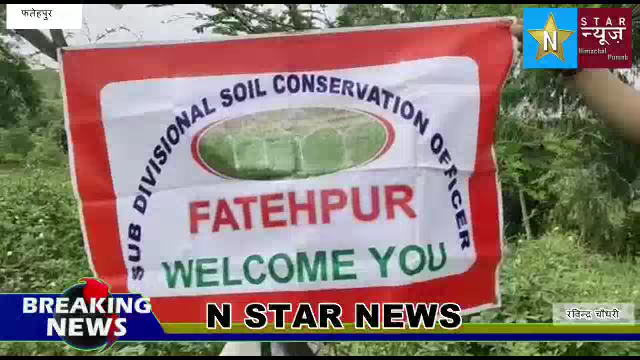 फतेहपुर
N
STAR
न्यूज़
Himachal
Punjab
SUB DIVISIONAL SOIL CONSERVATION OFFICER
FATEHPUR
WELCOME YOU
BREAKING
NEWS
N STAR NEWS
रविन्द्र चौधरी